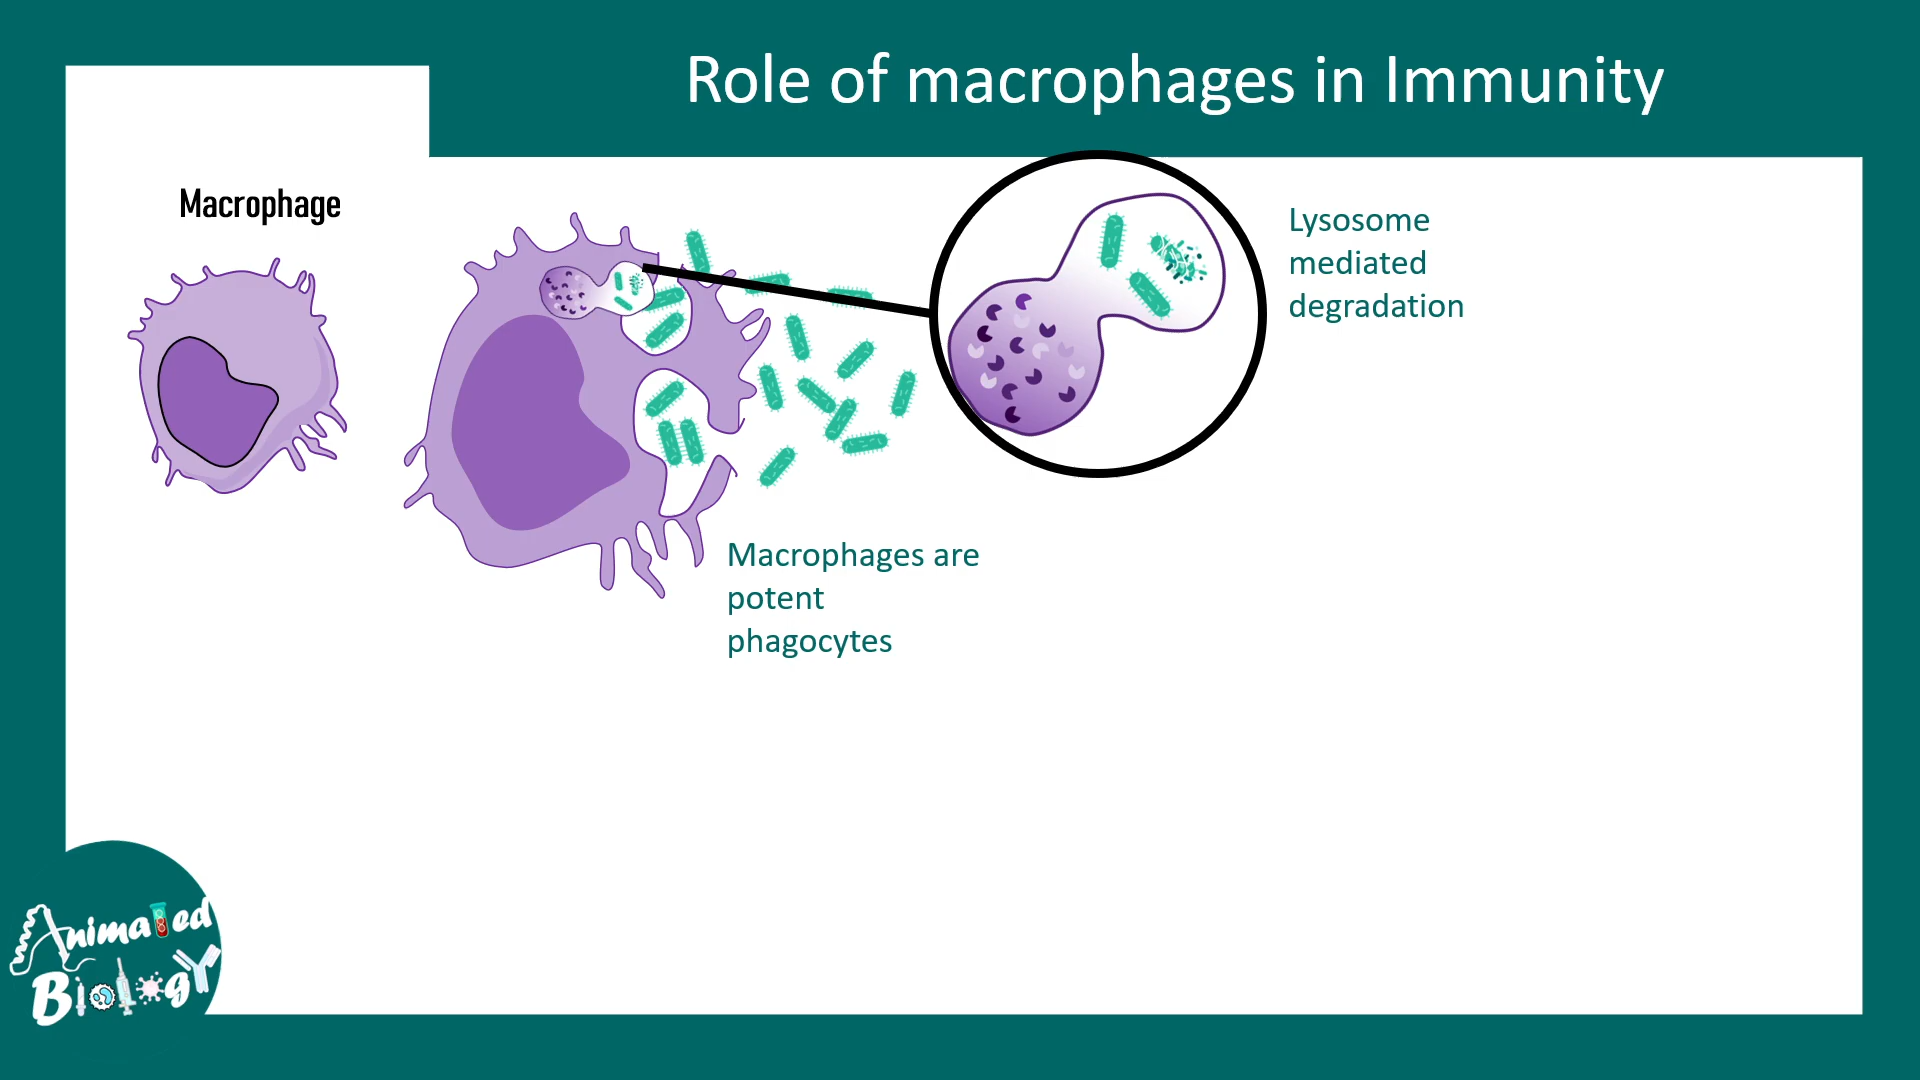 Role of macrophages in Immunity
Macrophage
Lysosome
mediated
degradation
Macrophages are
potent
phagocytes
Animated
Biology